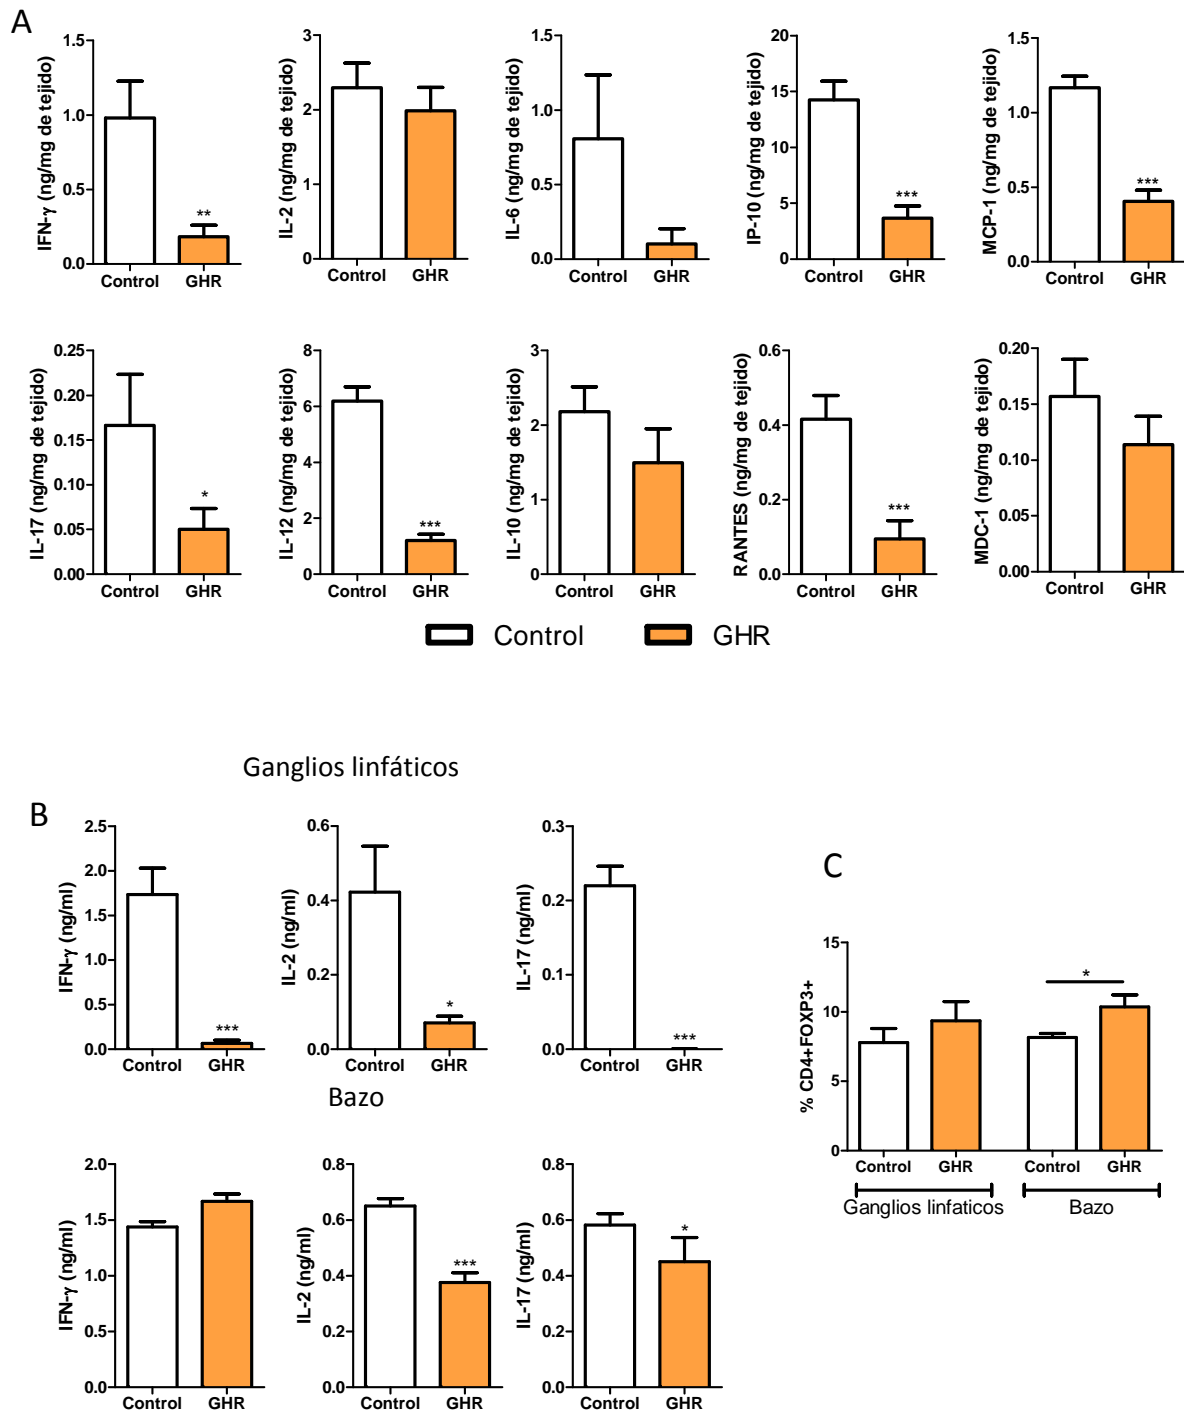 A
IFN-γ (ng/mg de tejido)
1.5
1.0
0.5
0.0
**
Control GHR
IL-2 (ng/mg de tejido)
3
2
1
0
Control GHR
IL-6 (ng/mg de tejido)
1.5
1.0
0.5
0.0
Control GHR
IP-10 (ng/mg de tejido)
20
15
10
5
0
***
Control GHR
MCP-1 (ng/mg de tejido)
1.5
1.0
0.5
0.0
***
Control GHR
IL-17 (ng/mg de tejido)
0.25
0.20
0.15
0.10
0.05
0.00
*
Control GHR
IL-12 (ng/mg de tejido)
8
6
4
2
0
***
Control GHR
IL-10 (ng/mg de tejido)
3
2
1
0
Control GHR
RANTES (ng/mg de tejido)
0.6
0.4
0.2
0.0
***
Control GHR
MDC-1 (ng/mg de tejido)
0.20
0.15
0.10
0.05
0.00
Control GHR
Control GHR
Ganglios linfáticos
B
IFN-γ (ng/ml)
2.5
2.0
1.5
1.0
0.5
0.0
***
Control GHR
IL-2 (ng/ml)
0.6
0.4
0.2
0.0
*
Control GHR
IL-17 (ng/ml)
0.3
0.2
0.1
0.0
***
Control GHR
Bazo
IFN-γ (ng/ml)
2.0
1.5
1.0
0.5
0.0
Control GHR
IL-2 (ng/ml)
0.8
0.6
0.4
0.2
0.0
***
Control GHR
IL-17 (ng/ml)
0.8
0.6
0.4
0.2
0.0
*
Control GHR
C
% CD4+FOXP3+
15
10
5
0
*
Control GHR Control GHR
Ganglios linfaticos Bazo